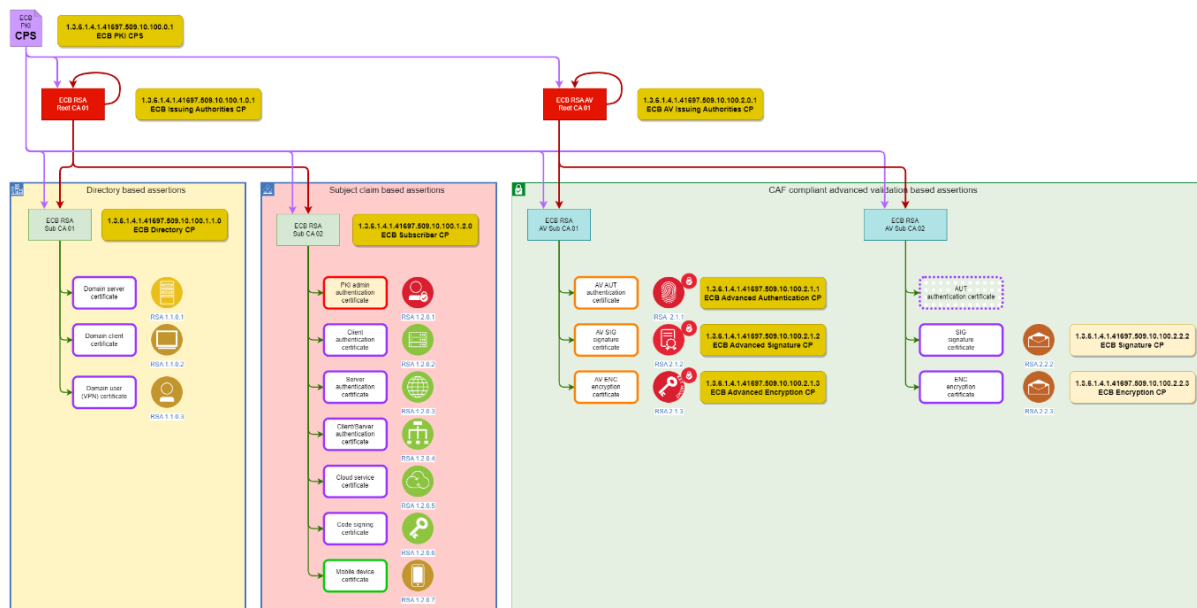 ECB
PKI
CPS
1.3.6.1.4.1.41697.509.10.100.0.1
ECB PKI CPS
ECB RSA
Root CA 01
1.3.6.1.4.1.41697.509.10.100.1.0.1
ECB Issuing Authorities CP
ECB RSA AV
Root CA 01
1.3.6.1.4.1.41697.509.10.100.2.0.1
ECB AV Issuing Authorities CP
Directory based assertions
ECB RSA
Sub CA 01
1.3.6.1.4.1.41697.509.10.100.1.1.0
ECB Directory CP
Domain server
certificate
RSA 1.1.0.1
Domain client
certificate
RSA 1.1.0.2
Domain user
(VPN) certificate
RSA 1.1.0.3
Subject claim based assertions
ECB RSA
Sub CA 02
1.3.6.1.4.1.41697.509.10.100.1.2.0
ECB Subscriber CP
PKI admin
authentication
certificate
RSA 1.2.0.1
Client
authentication
certificate
RSA 1.2.0.2
Server
authentication
certificate
RSA 1.2.0.3
Client/Server
authentication
certificate
RSA 1.2.0.4
Cloud service
certificate
RSA 1.2.0.5
Code signing
certificate
RSA 1.2.0.6
Mobile device
certificate
RSA 1.2.0.7
CAF compliant advanced validation based assertions
ECB RSA
AV Sub CA 01
AV AUT
authentication
certificate
RSA 2.1.1
1.3.6.1.4.1.41697.509.10.100.2.1.1
ECB Advanced Authentication CP
AV SIG
signature
certificate
RSA 2.1.2
1.3.6.1.4.1.41697.509.10.100.2.1.2
ECB Advanced Signature CP
AV ENC
encryption
certificate
RSA 2.1.3
1.3.6.1.4.1.41697.509.10.100.2.1.3
ECB Advanced Encryption CP
ECB RSA
AV Sub CA 02
AUT
authentication certificate
SIG
signature
certificate
RSA 2.2.2
1.3.6.1.4.1.41697.509.10.100.2.2.2
ECB Signature CP
ENC
encryption
certificate
RSA 2.2.3
1.3.6.1.4.1.41697.509.10.100.2.2.3
ECB Encryption CP